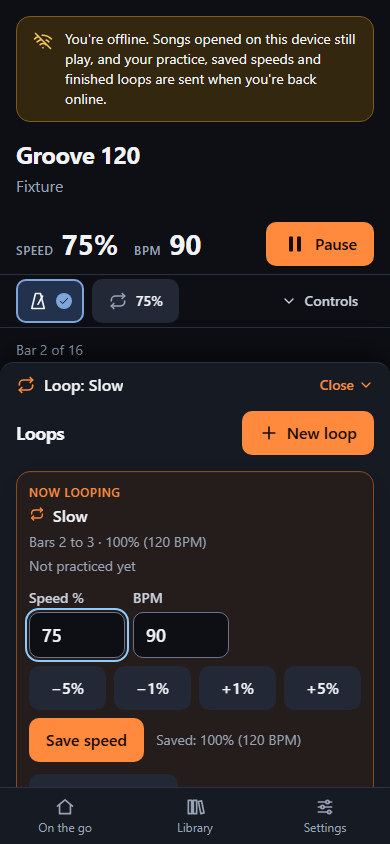 You're offline. Songs opened on this device still
play, and your practice, saved speeds and
finished loops are sent when you're back
online.
Groove 120
Fixture
SPEED 75% BPM 90
Pause
75%
Controls
Bar 2 of 16
Loop: Slow
Close
Loops
New loop
NOW LOOPING
Slow
Bars 2 to 3 · 100% (120 BPM)
Not practiced yet
Speed % BPM
75 90
−5% −1% +1% +5%
Save speed
Saved: 100% (120 BPM)
On the go Library Settings